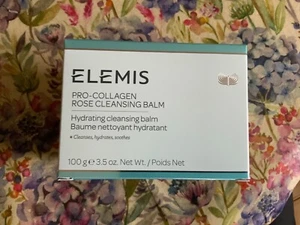 ELEMIS
PRO-COLLAGEN
ROSE CLEANSING BALM
Hydrating cleansing balm
Baume nettoyant hydratant
Cleanses, hydrates, soothes
100 g ℮ 3.5 oz. Net Wt. / Poids Net